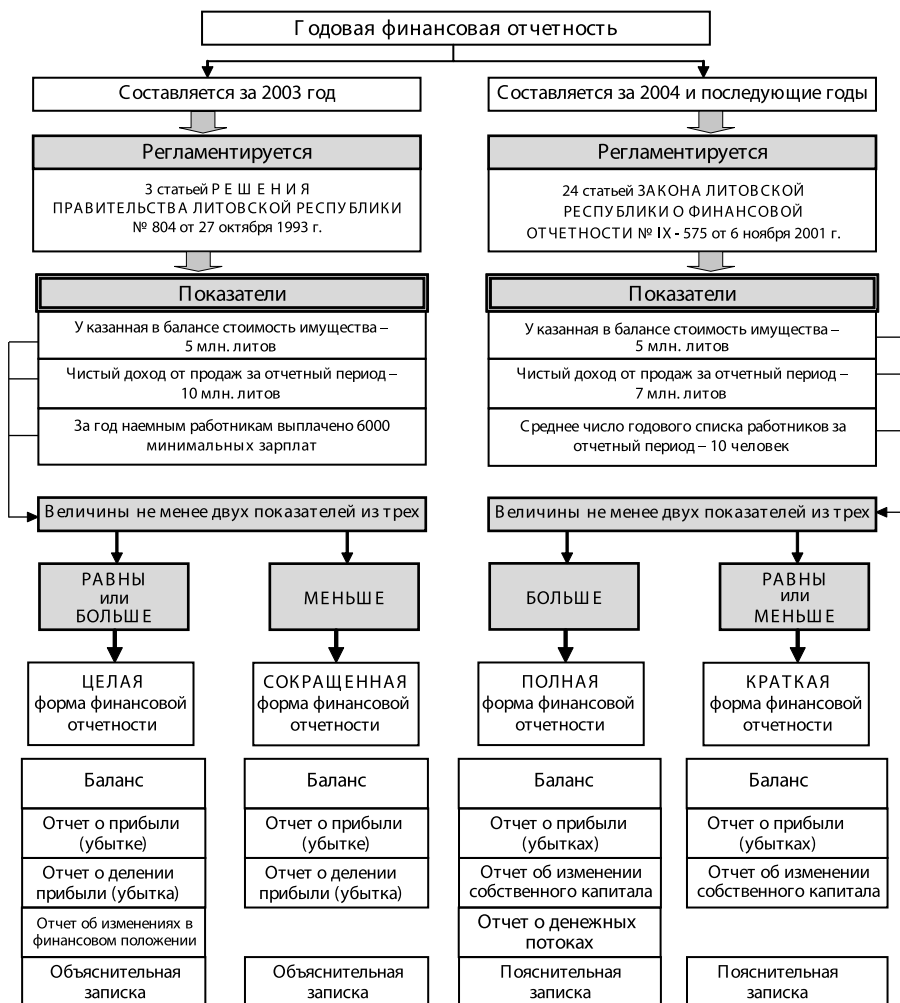 Годовая финансовая отчетность
Составляется за 2003 год
Составляется за 2004 и последующие годы
Регламентируется
3 статьей Р Е Ш Е Н И Я
ПРАВИТЕЛЬСТВА ЛИТОВСКОЙ РЕСПУБЛИКИ
№ 804 от 27 октября 1993 г.
Регламентируется
24 статьей ЗАКОНА ЛИТОВСКОЙ
РЕСПУБЛИКИ О ФИНАНСОВОЙ
ОТЧЕТНОСТИ № IX - 575 от 6 ноября 2001 г.
Показатели
Указанная в балансе стоимость имущества –
5 млн. литов
Чистый доход от продаж за отчетный период –
10 млн. литов
За год наемным работникам выплачено 6000
минимальных зарплат
Показатели
Указанная в балансе стоимость имущества –
5 млн. литов
Чистый доход от продаж за отчетный период –
7 млн. литов
Среднее число годового списка работников за
отчетный период – 10 человек
Величины не менее двух показателей из трех
Величины не менее двух показателей из трех
РАВНЫ
или
БОЛЬШЕ
МЕНЬШЕ
БОЛЬШЕ
РАВНЫ
или
МЕНЬШЕ
ЦЕЛАЯ
форма финансовой
отчетности
СОКРАЩЕННАЯ
форма финансовой
отчетности
ПОЛНАЯ
форма финансовой
отчетности
КРАТКАЯ
форма финансовой
отчетности
Баланс
Отчет о прибыли
(убытке)
Отчет о делении
прибыли (убытка)
Отчет об изменениях в
финансовом положении
Объяснительная
записка
Баланс
Отчет о прибыли
(убытке)
Отчет о делении
прибыли (убытка)
Объяснительная
записка
Баланс
Отчет о прибыли
(убытках)
Отчет об изменении
собственного капитала
Отчет о денежных
потоках
Пояснительная
записка
Баланс
Отчет о прибыли
(убытках)
Отчет об изменении
собственного капитала
Пояснительная
записка